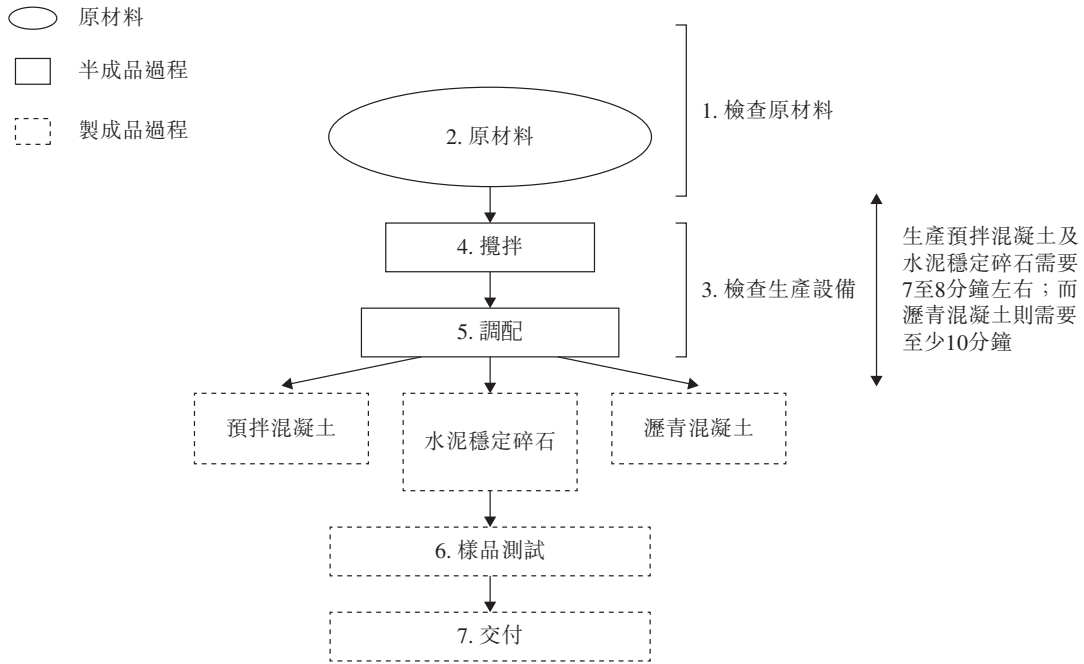 原材料
半成品過程
製成品過程
1. 檢查原材料
2. 原材料
4. 攪拌
3. 檢查生產設備
5. 調配
生產預拌混凝土及
水泥穩定碎石需要
7至8分鐘左右；而
瀝青混凝土則需要
至少10分鐘
預拌混凝土
水泥穩定碎石
瀝青混凝土
6. 樣品測試
7. 交付